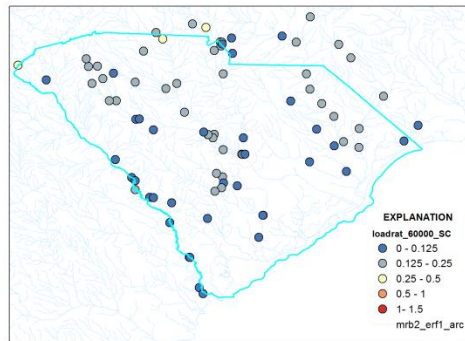 EXPLANATION
loadrat_60000_SC
0 - 0.125
0.125 - 0.25
0.25 - 0.5
0.5 - 1
1- 1.5
mrb2_erf1_arc